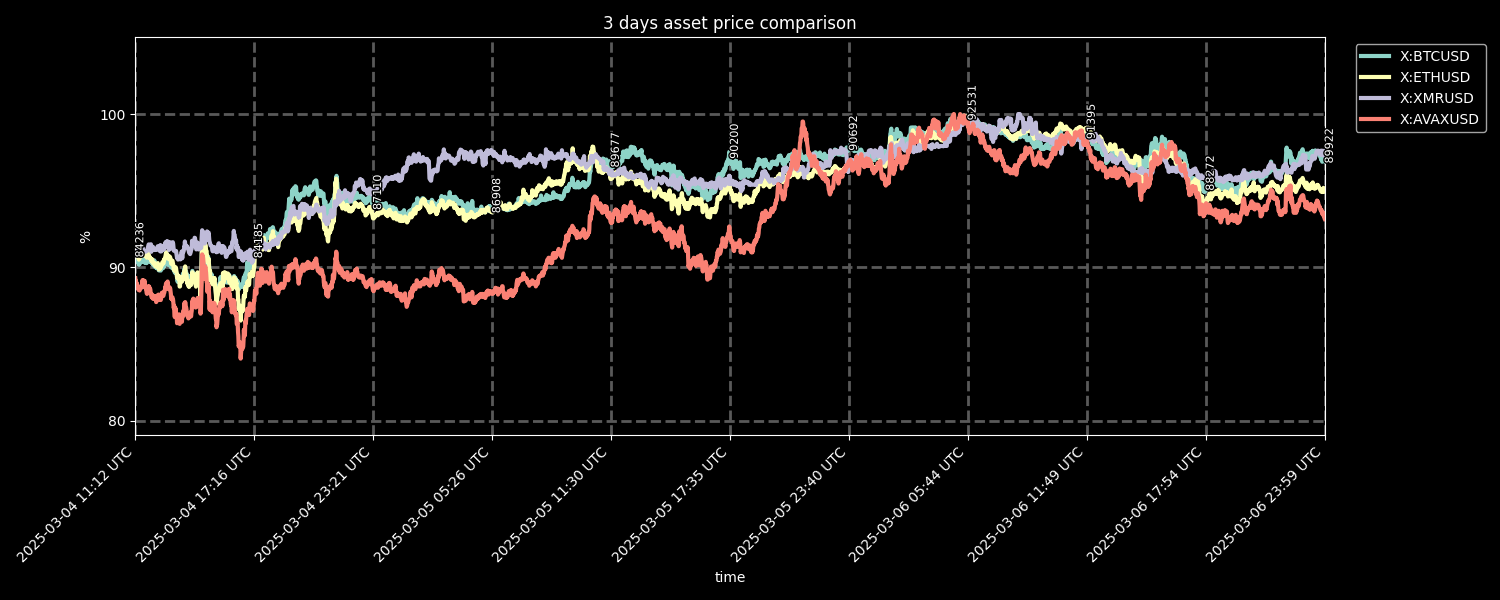 3 days asset price comparison
X:BTCUSD
X:ETHUSD
X:XMRUSD
X:AVAXUSD
%
100
90
80
84236
84185
87110
86908
89677
90200
90692
92531
91395
88272
89922
2025-03-04 11:12 UTC
2025-03-04 17:16 UTC
2025-03-04 23:21 UTC
2025-03-05 05:26 UTC
2025-03-05 11:30 UTC
2025-03-05 17:35 UTC
2025-03-05 23:40 UTC
2025-03-06 05:44 UTC
2025-03-06 11:49 UTC
2025-03-06 17:54 UTC
2025-03-06 23:59 UTC
time